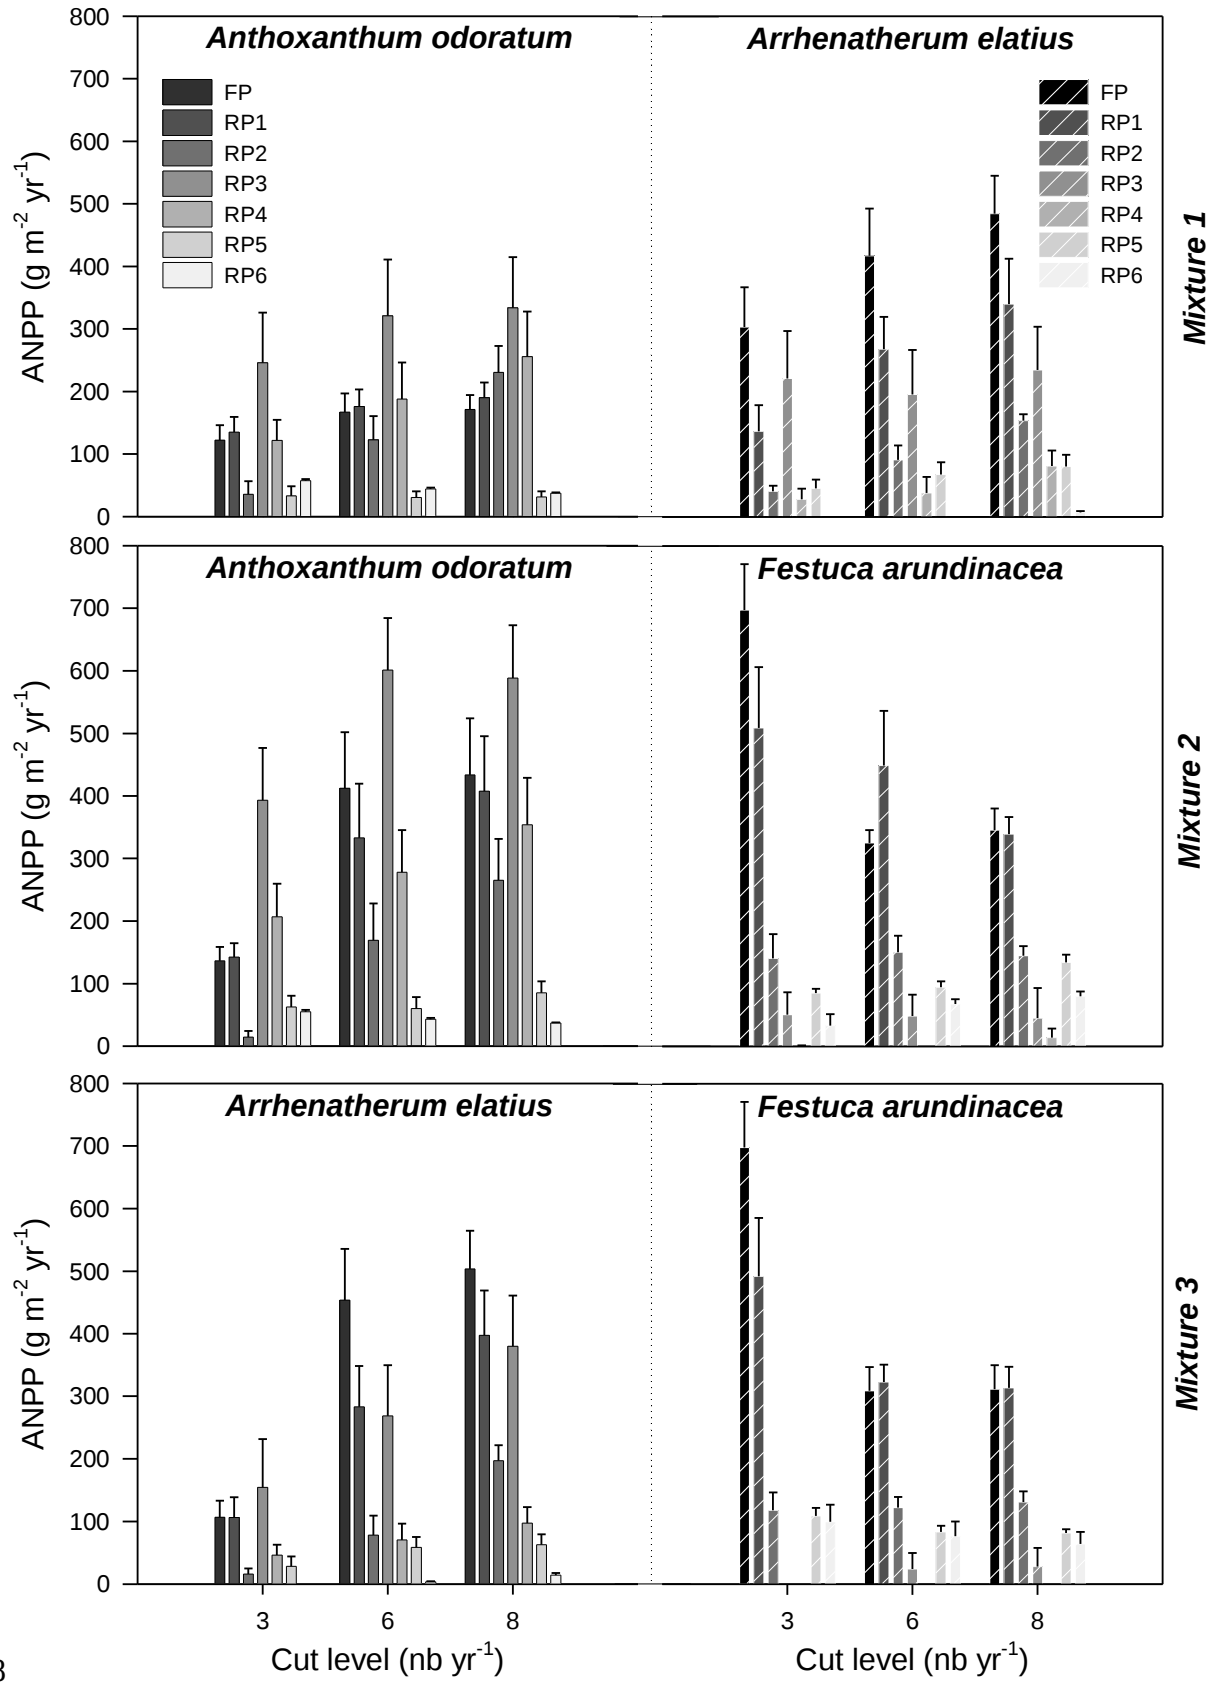 Anthoxanthum odoratum
Arrhenatherum elatius
800
700
600
500
400
300
200
100
0
ANPP (g m-2 yr-1)
FP
RP1
RP2
RP3
RP4
RP5
RP6
FP
RP1
RP2
RP3
RP4
RP5
RP6
Mixture 1
Anthoxanthum odoratum
Festuca arundinacea
800
700
600
500
400
300
200
100
0
ANPP (g m-2 yr-1)
Mixture 2
Arrhenatherum elatius
Festuca arundinacea
800
700
600
500
400
300
200
100
0
ANPP (g m-2 yr-1)
Mixture 3
3 6 8
3 6 8
Cut level (nb yr-1)
Cut level (nb yr-1)